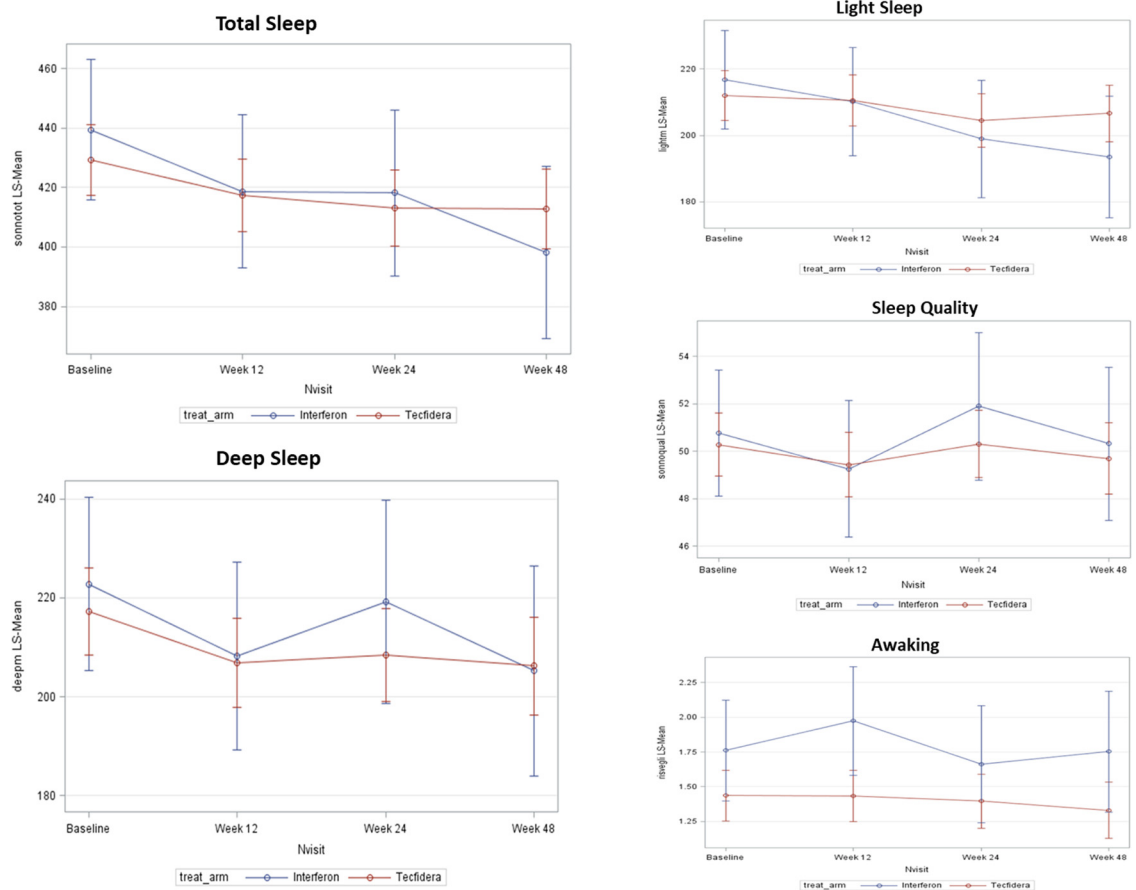 Total Sleep
sonnotot LS-Mean
460
440
420
400
380
Baseline
Week 12
Week 24
Week 48
Nvisit
treat_arm Interferon Tecfidera
Deep Sleep
deepm LS-Mean
240
220
200
180
Baseline
Week 12
Week 24
Week 48
Nvisit
treat_arm Interferon Tecfidera
Light Sleep
lightm LS-Mean
220
200
180
Baseline
Week 12
Week 24
Week 48
Nvisit
treat_arm Interferon Tecfidera
Sleep Quality
sonnoqual LS-Mean
54
52
50
48
46
Baseline
Week 12
Week 24
Week 48
Nvisit
treat_arm Interferon Tecfidera
Awaking
risvegli LS-Mean
2.25
2.00
1.75
1.50
1.25
Baseline
Week 12
Week 24
Week 48
Nvisit
treat_arm Interferon Tecfidera